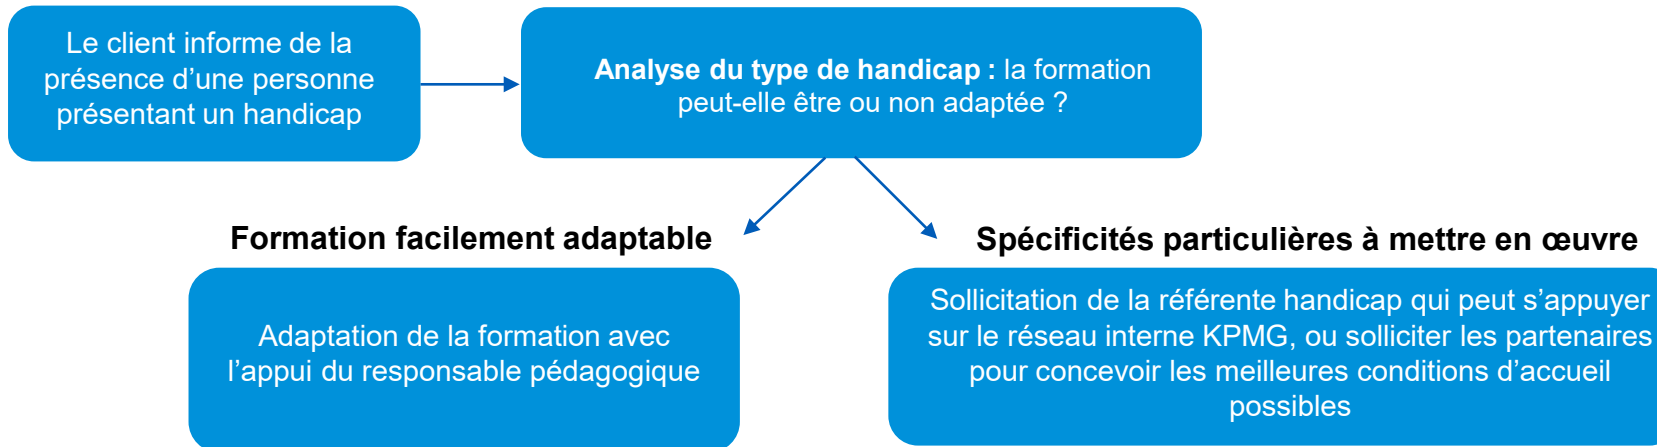 Le client informe de la
présence d’une personne
présentant un handicap
Analyse du type de handicap : la formation
peut-elle être ou non adaptée ?
Formation facilement adaptable
Adaptation de la formation avec
l’appui du responsable pédagogique
Spécificités particulières à mettre en œuvre
Sollicitation de la référente handicap qui peut s’appuyer
sur le réseau interne KPMG, ou solliciter les partenaires
pour concevoir les meilleures conditions d’accueil
possibles